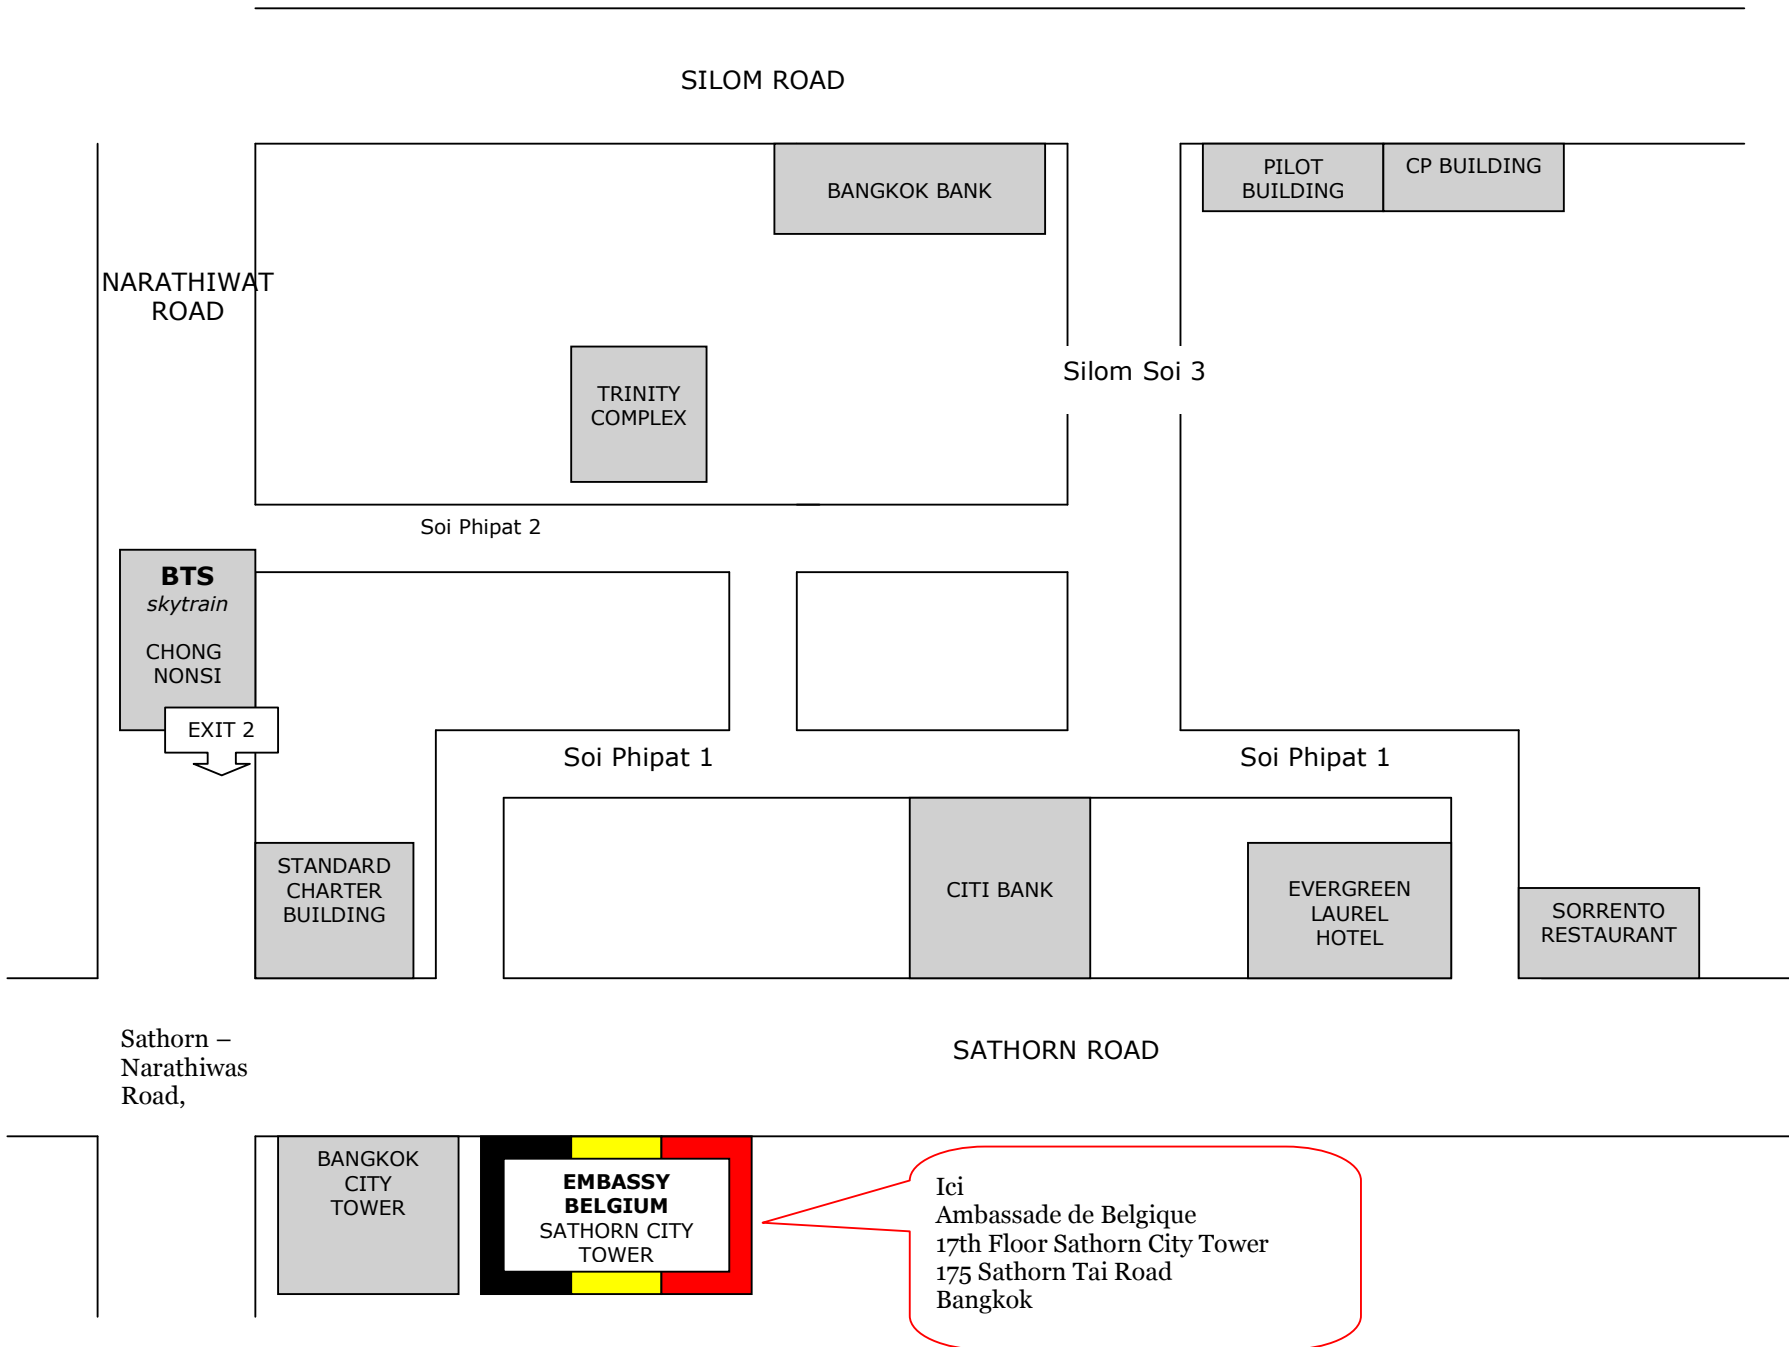 SILOM ROAD
BANGKOK BANK
PILOT
BUILDING
CP BUILDING
NARATHIWAT
ROAD
Silom Soi 3
TRINITY
COMPLEX
Soi Phipat 2
BTS
skytrain
CHONG
NONSI
EXIT 2
Soi Phipat 1
Soi Phipat 1
STANDARD
CHARTER
BUILDING
CITI BANK
EVERGREEN
LAUREL
HOTEL
SORRENTO
RESTAURANT
Sathorn –
Narathiwas
Road,
SATHORN ROAD
BANGKOK
CITY
TOWER
EMBASSY
BELGIUM
SATHORN CITY
TOWER
Ici
Ambassade de Belgique
17th Floor Sathorn City Tower
175 Sathorn Tai Road
Bangkok